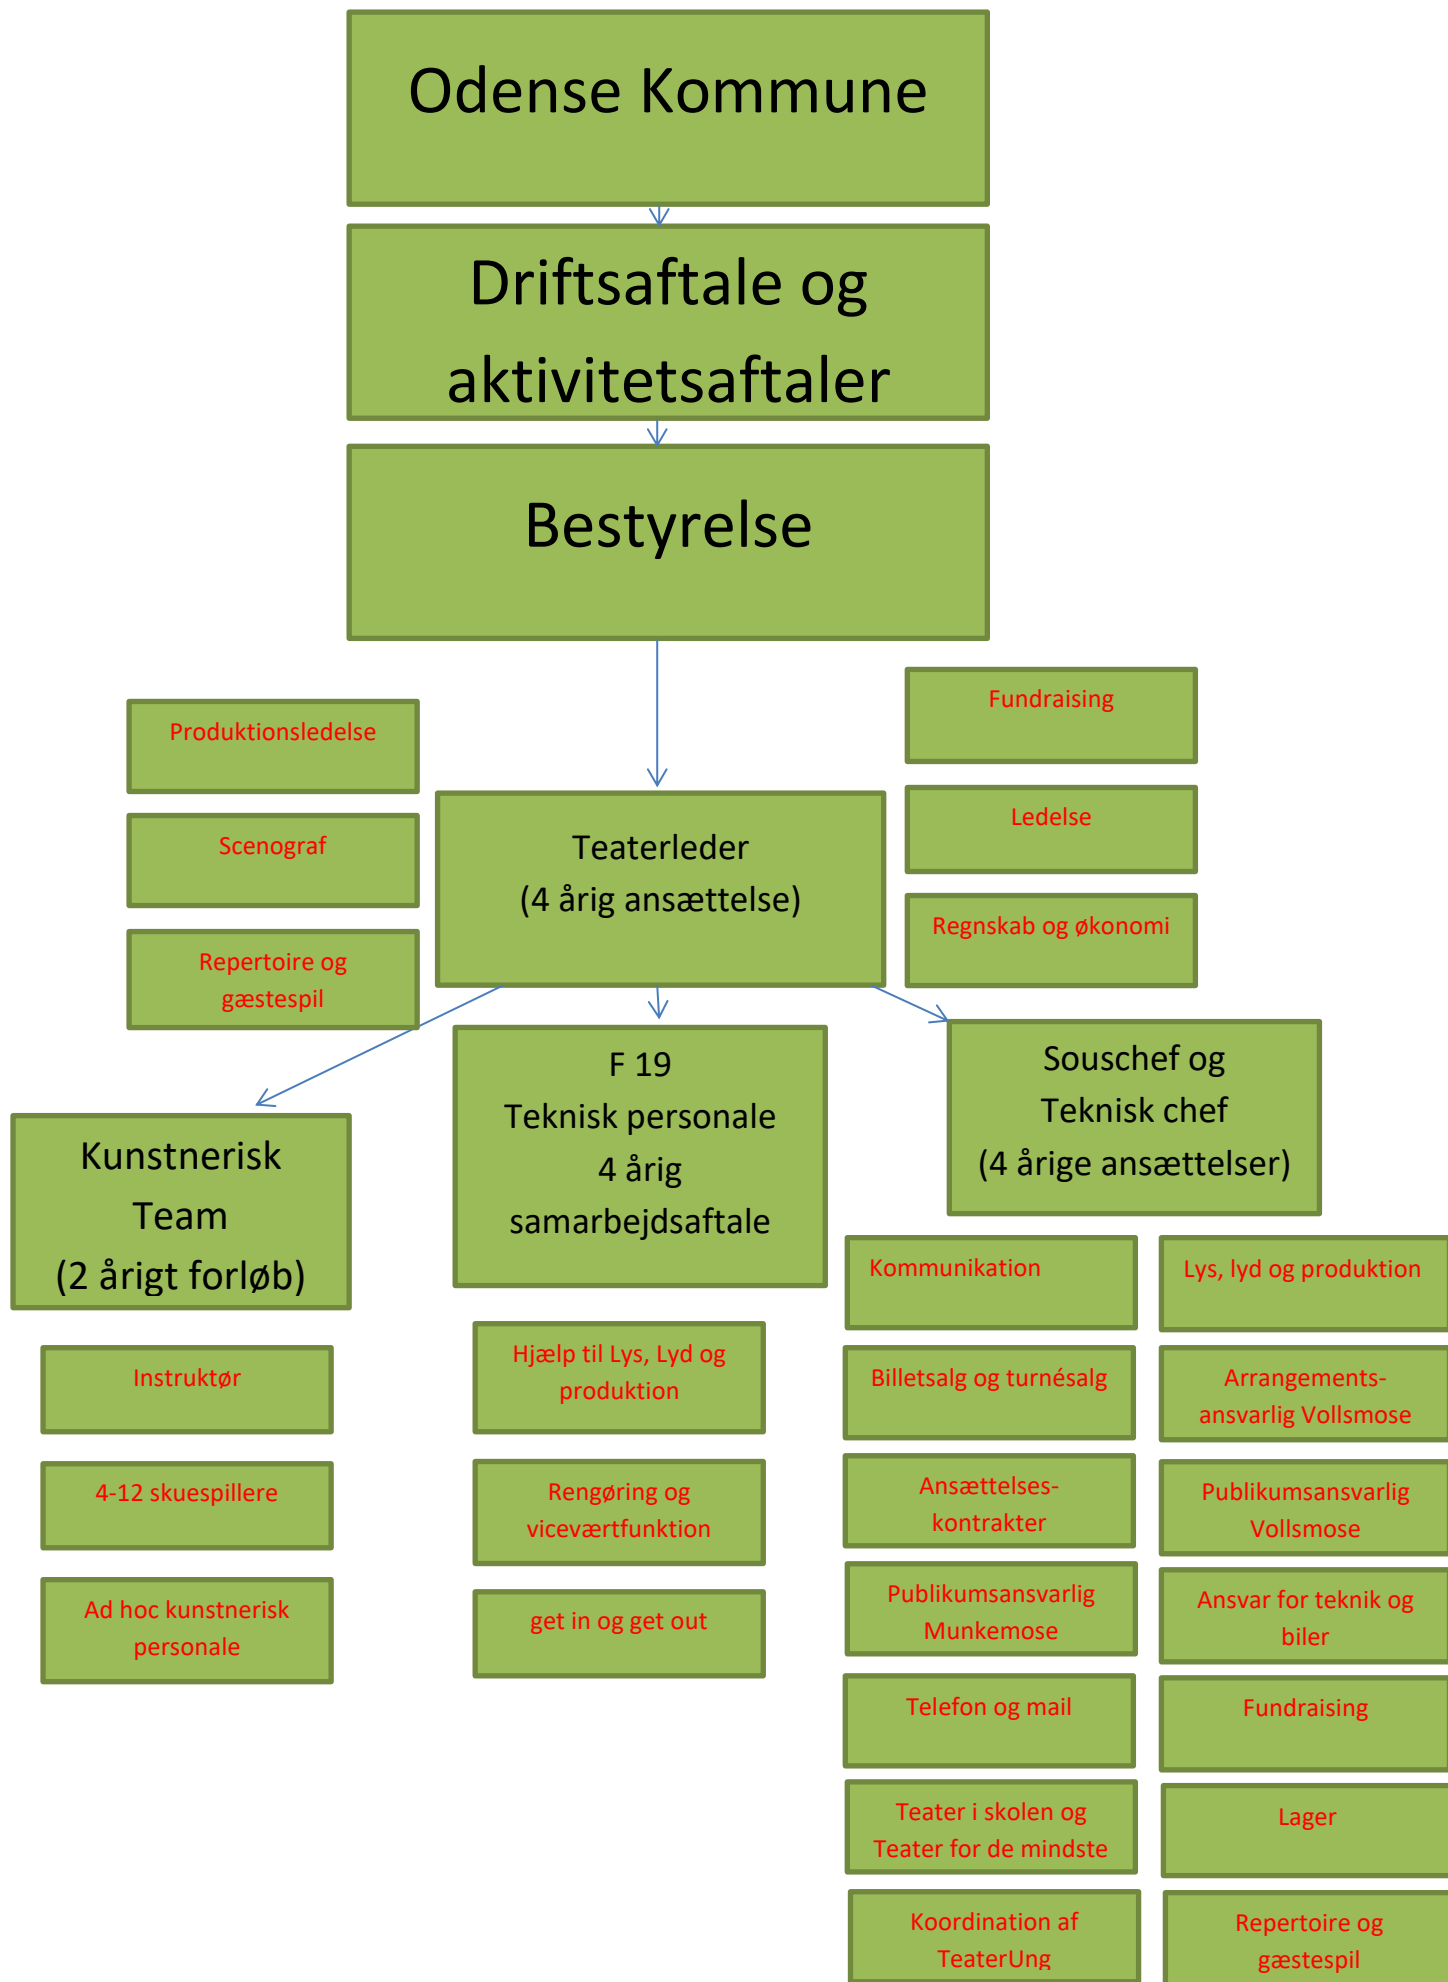 Odense Kommune
Driftsaftale og
aktivitetsaftaler
Bestyrelse
Produktionsledelse
Scenograf
Repertoire og
gæstespil
Teaterleder
(4 årig ansættelse)
Fundraising
Ledelse
Regnskab og økonomi
Kunstnerisk
Team
(2 årigt forløb)
Instruktør
4-12 skuespillere
Ad hoc kunstnerisk
personale
F 19
Teknisk personale
4 årig
samarbejdsaftale
Hjælp til Lys, Lyd og
produktion
Rengøring og
viceværtfunktion
get in og get out
Souschef og
Teknisk chef
(4 årige ansættelser)
Kommunikation
Billetsalg og turnésalg
Ansættelses-
kontrakter
Publikumsansvarlig
Munkemose
Telefon og mail
Teater i skolen og
Teater for de mindste
Koordination af
TeaterUng
Lys, lyd og produktion
Arrangements-
ansvarlig Vollsmose
Publikumsansvarlig
Vollsmose
Ansvar for teknik og
biler
Fundraising
Lager
Repertoire og
gæstespil